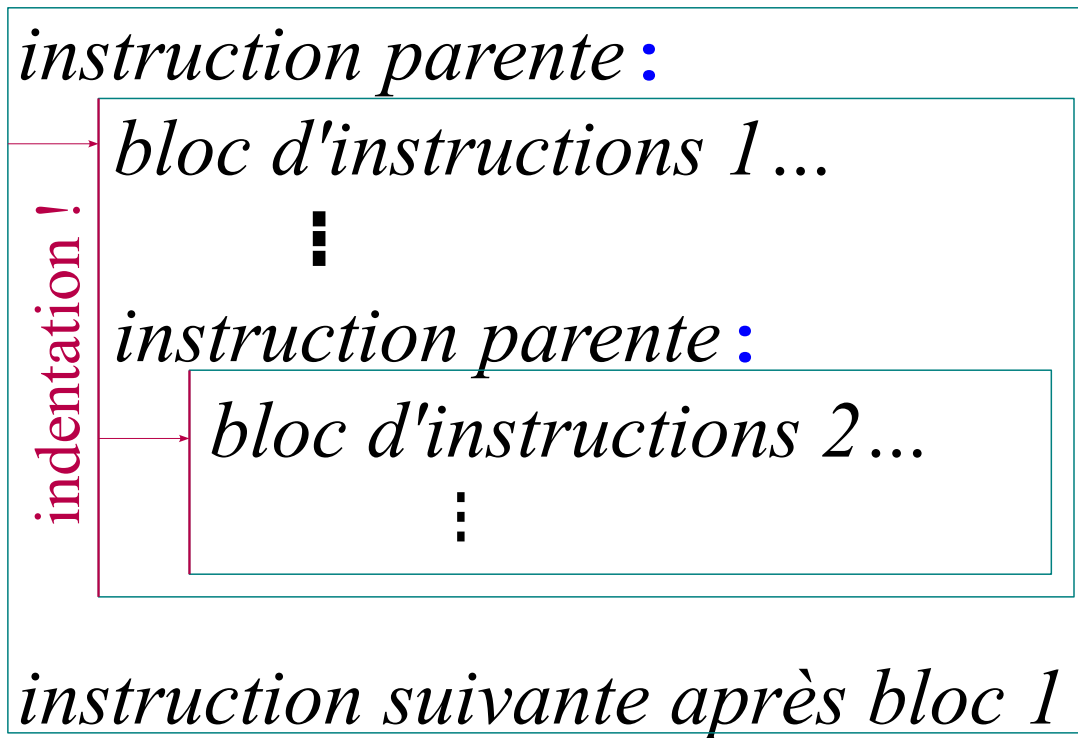 instruction parente :
bloc d'instructions 1 ...
⋮
indentation !
instruction parente :
bloc d'instructions 2 ...
⋮
instruction suivante après bloc 1